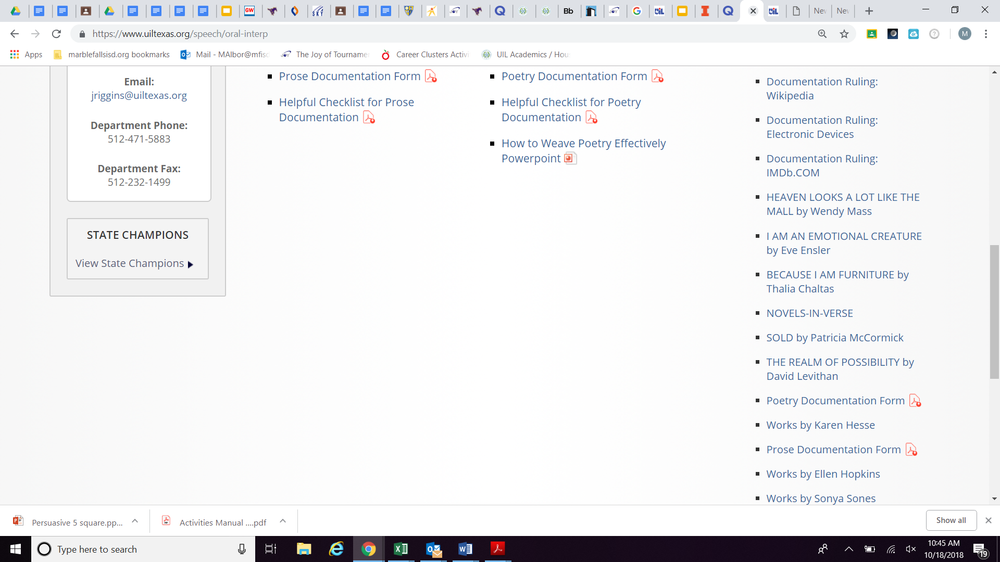 GW
Bb
Nev
Nev
https://www.uiltexas.org/speech/oral-interp
M
Apps
marblefallsisd.org bookmarks
Mail - MAlbor@mfisc
The Joy of Tourname
Career Clusters Activi
UIL Academics / Hou
Email:
jriggins@uiltexas.org
Department Phone:
512-471-5883
Department Fax:
512-232-1499
STATE CHAMPIONS
View State Champions
Prose Documentation Form
Helpful Checklist for Prose
Documentation
Poetry Documentation Form
Helpful Checklist for Poetry
Documentation
How to Weave Poetry Effectively
Powerpoint
Documentation Ruling:
Wikipedia
Documentation Ruling:
Electronic Devices
Documentation Ruling:
IMDb.COM
HEAVEN LOOKS A LOT LIKE THE
MALL by Wendy Mass
I AM AN EMOTIONAL CREATURE
by Eve Ensler
BECAUSE I AM FURNITURE by
Thalia Chaltas
NOVELS-IN-VERSE
SOLD by Patricia McCormick
THE REALM OF POSSIBILITY by
David Levithan
Poetry Documentation Form
Works by Karen Hesse
Prose Documentation Form
Works by Ellen Hopkins
Works by Sonya Sones
Persuasive 5 square.pp...
Activities Manual ....pdf
Show all
Type here to search
10:45 AM
10/18/2018
19